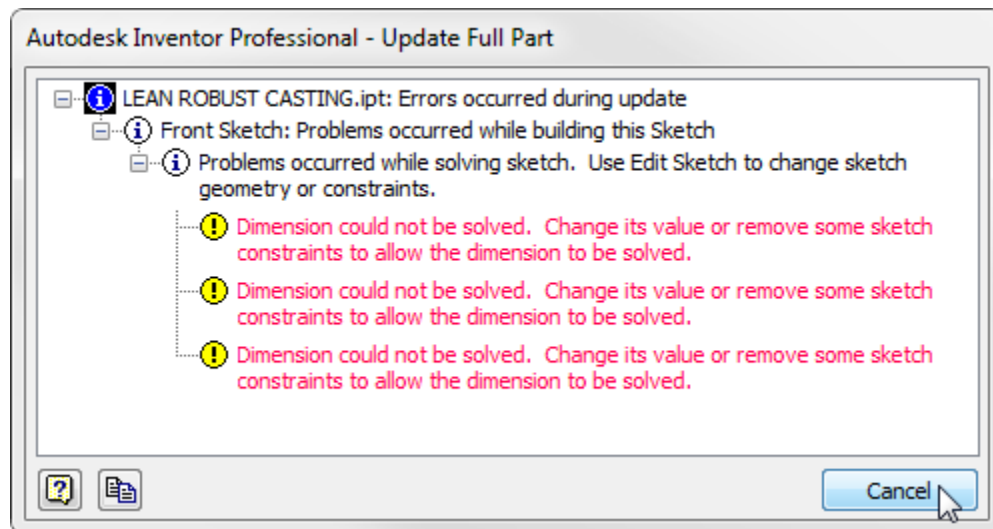 Autodesk Inventor Professional - Update Full Part
LEAN ROBUST CASTING.ipt: Errors occurred during update
Front Sketch: Problems occurred while building this Sketch
Problems occurred while solving sketch.  Use Edit Sketch to change sketch
geometry or constraints.
Dimension could not be solved.  Change its value or remove some sketch
constraints to allow the dimension to be solved.
Dimension could not be solved.  Change its value or remove some sketch
constraints to allow the dimension to be solved.
Dimension could not be solved.  Change its value or remove some sketch
constraints to allow the dimension to be solved.
Cancel